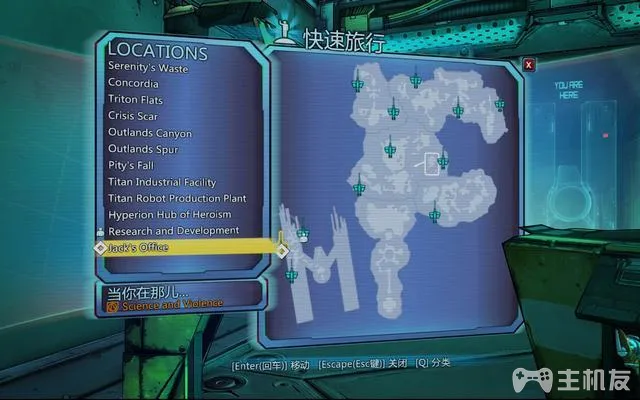 快速旅行
LOCATIONS
Serenity's Waste
Concordia
Triton Flats
Crisis Scar
Outlands Canyon
Outlands Spur
Pity's Fall
Titan Industrial Facility
Titan Robot Production Plant
Hyperion Hub of Heroism
Research and Development
Jack's Office
当你在那儿...
Science and Violence
YOU ARE
HERE
[Enter(回车)] 移动 [Escape(Esc键)] 关闭 [Q] 分类
主机友